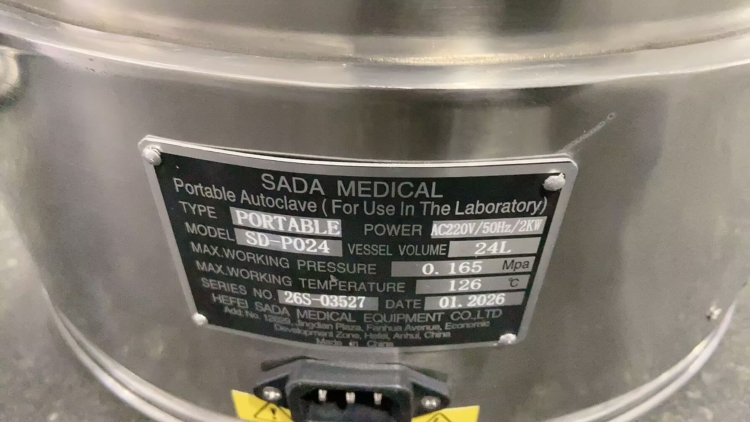 SADA MEDICAL
Portable Autoclave ( For Use In The Laboratory)
TYPE PORTABLE POWER AC220V/50Hz/2KW
MODEL SD-P024 VESSEL VOLUME 24L
MAX.WORKING PRESSURE 0.165 Mpa
MAX.WORKING TEMPERATURE 126 ℃
SERIES NO. 26S-03527 DATE 01.2026
HEFEI SADA MEDICAL EQUIPMENT CO.,LTD
Add: No. 12829, Jingdian Plaza, Fanhua Avenue, Economic
Development Zone, Hefei, Anhui, China
Made in China